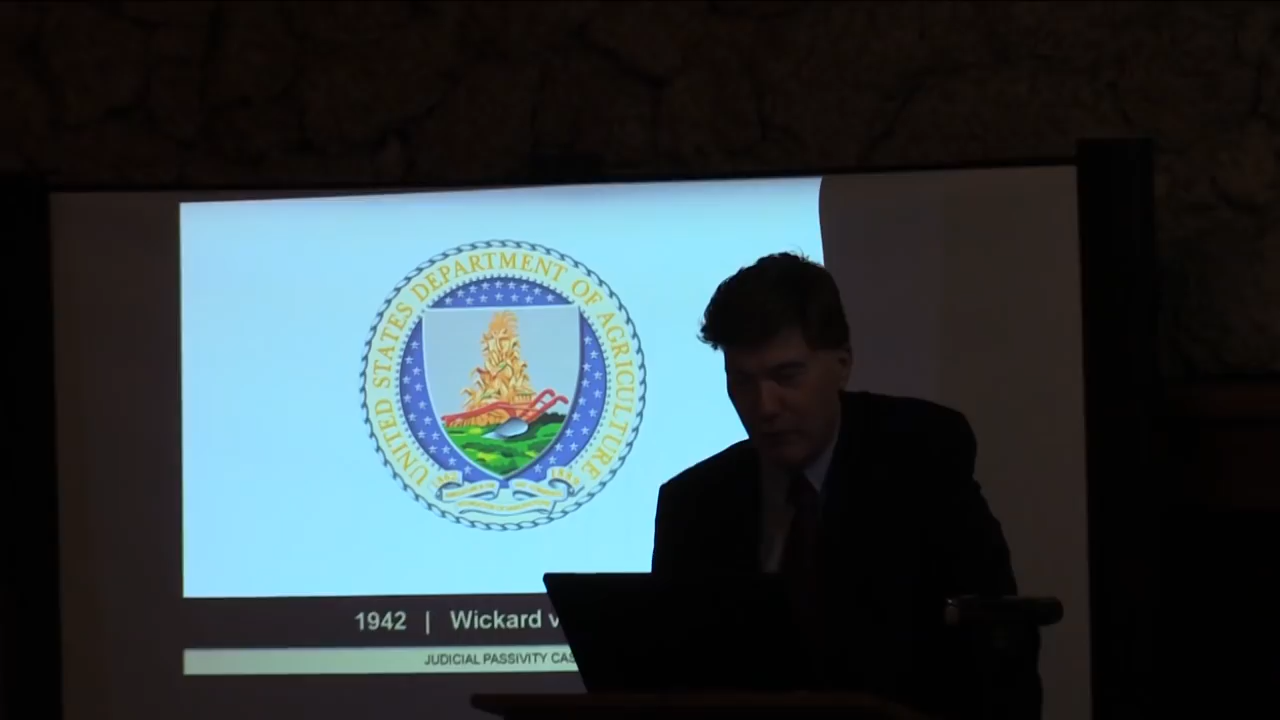 UNITED STATES DEPARTMENT OF AGRICULTURE
1942 | Wickard v
JUDICIAL PASSIVITY CAS